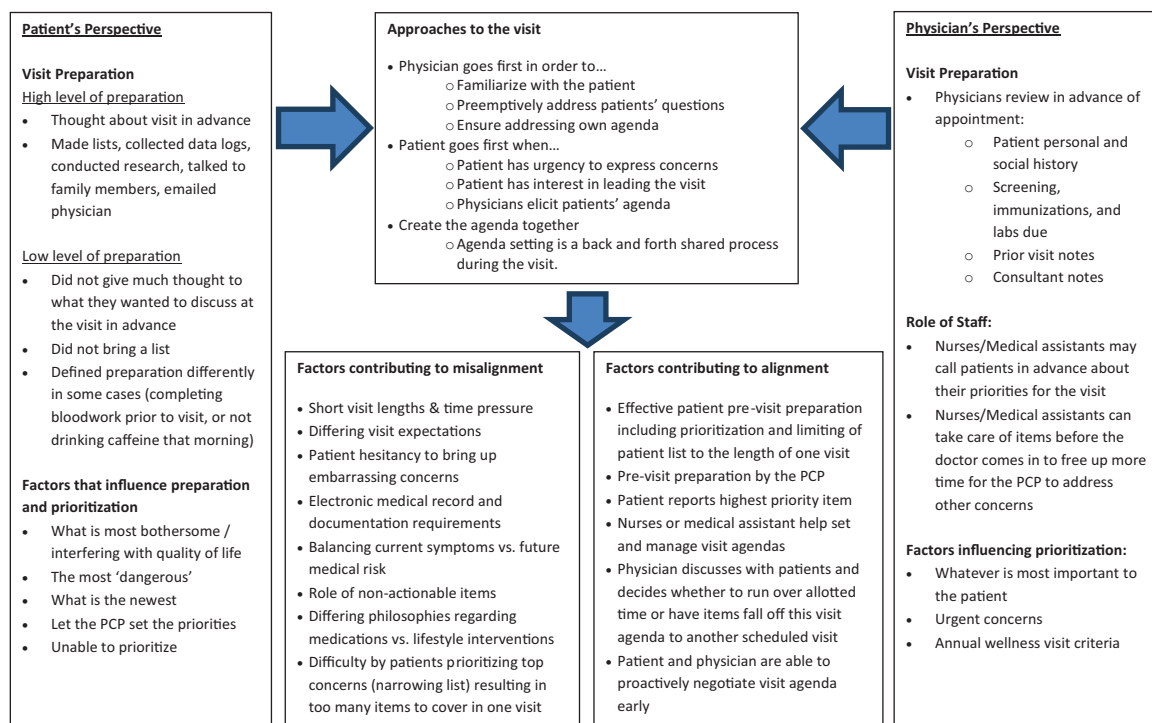 Patient's Perspective
Visit Preparation
High level of preparation
• Thought about visit in advance
• Made lists, collected data logs,
conducted research, talked to
family members, emailed
physician
Low level of preparation
• Did not give much thought to
what they wanted to discuss at
the visit in advance
• Did not bring a list
• Defined preparation differently
in some cases (completing
bloodwork prior to visit, or not
drinking caffeine that morning)
Factors that influence preparation
and prioritization
• What is most bothersome /
interfering with quality of life
• The most 'dangerous'
• What is the newest
• Let the PCP set the priorities
• Unable to prioritize
Approaches to the visit
• Physician goes first in order to…
o Familiarize with the patient
o Preemptively address patients' questions
o Ensure addressing own agenda
• Patient goes first when…
o Patient has urgency to express concerns
o Patient has interest in leading the visit
o Physicians elicit patients' agenda
• Create the agenda together
o Agenda setting is a back and forth shared process
during the visit.
Factors contributing to misalignment
• Short visit lengths & time pressure
• Differing visit expectations
• Patient hesitancy to bring up
embarrassing concerns
• Electronic medical record and
documentation requirements
• Balancing current symptoms vs. future
medical risk
• Role of non-actionable items
• Differing philosophies regarding
medications vs. lifestyle interventions
• Difficulty by patients prioritizing top
concerns (narrowing list) resulting in
too many items to cover in one visit
Factors contributing to alignment
• Effective patient pre-visit preparation
including prioritization and limiting of
patient list to the length of one visit
• Pre-visit preparation by the PCP
• Patient reports highest priority item
• Nurses or medical assistant help set
and manage visit agendas
• Physician discusses with patients and
decides whether to run over allotted
time or have items fall off this visit
agenda to another scheduled visit
• Patient and physician are able to
proactively negotiate visit agenda
early
Physician's Perspective
Visit Preparation
• Physicians review in advance of
appointment:
o Patient personal and
social history
o Screening,
immunizations, and
labs due
o Prior visit notes
o Consultant notes
Role of Staff:
• Nurses/Medical assistants may
call patients in advance about
their priorities for the visit
• Nurses/Medical assistants can
take care of items before the
doctor comes in to free up more
time for the PCP to address
other concerns
Factors influencing prioritization:
• Whatever is most important to
the patient
• Urgent concerns
• Annual wellness visit criteria